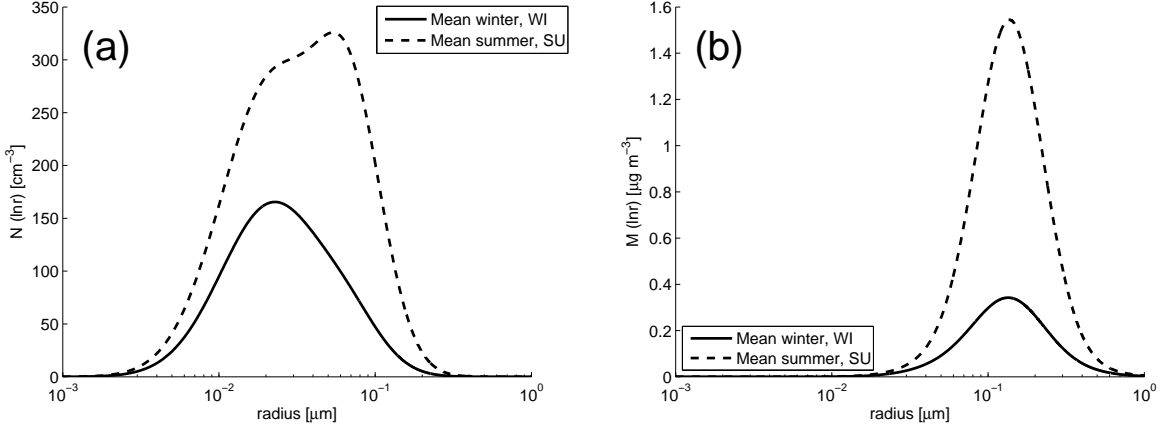 (a)
Mean winter, WI
Mean summer, SU
350
300
250
200
150
100
50
0
N (lnr) [cm⁻³]
10⁻³
10⁻²
10⁻¹
10⁰
radius [μm]
(b)
1.6
1.4
1.2
1
0.8
0.6
0.4
0.2
0
M (lnr) [μg m⁻³]
Mean winter, WI
Mean summer, SU
10⁻³
10⁻²
10⁻¹
10⁰
radius [μm]